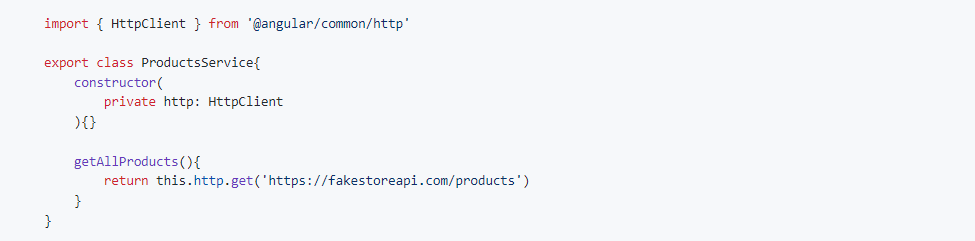 import { HttpClient } from '@angular/common/http'
export class ProductsService{
constructor(
private http: HttpClient
){}
getAllProducts(){
return this.http.get('https://fakestoreapi.com/products')
}
}